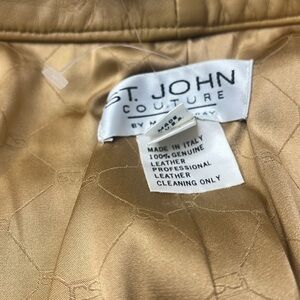 ST. JOHN
COUTURE
BY
MADE IN ITALY
100% GENUINE
LEATHER
PROFESSIONAL
LEATHER
CLEANING ONLY